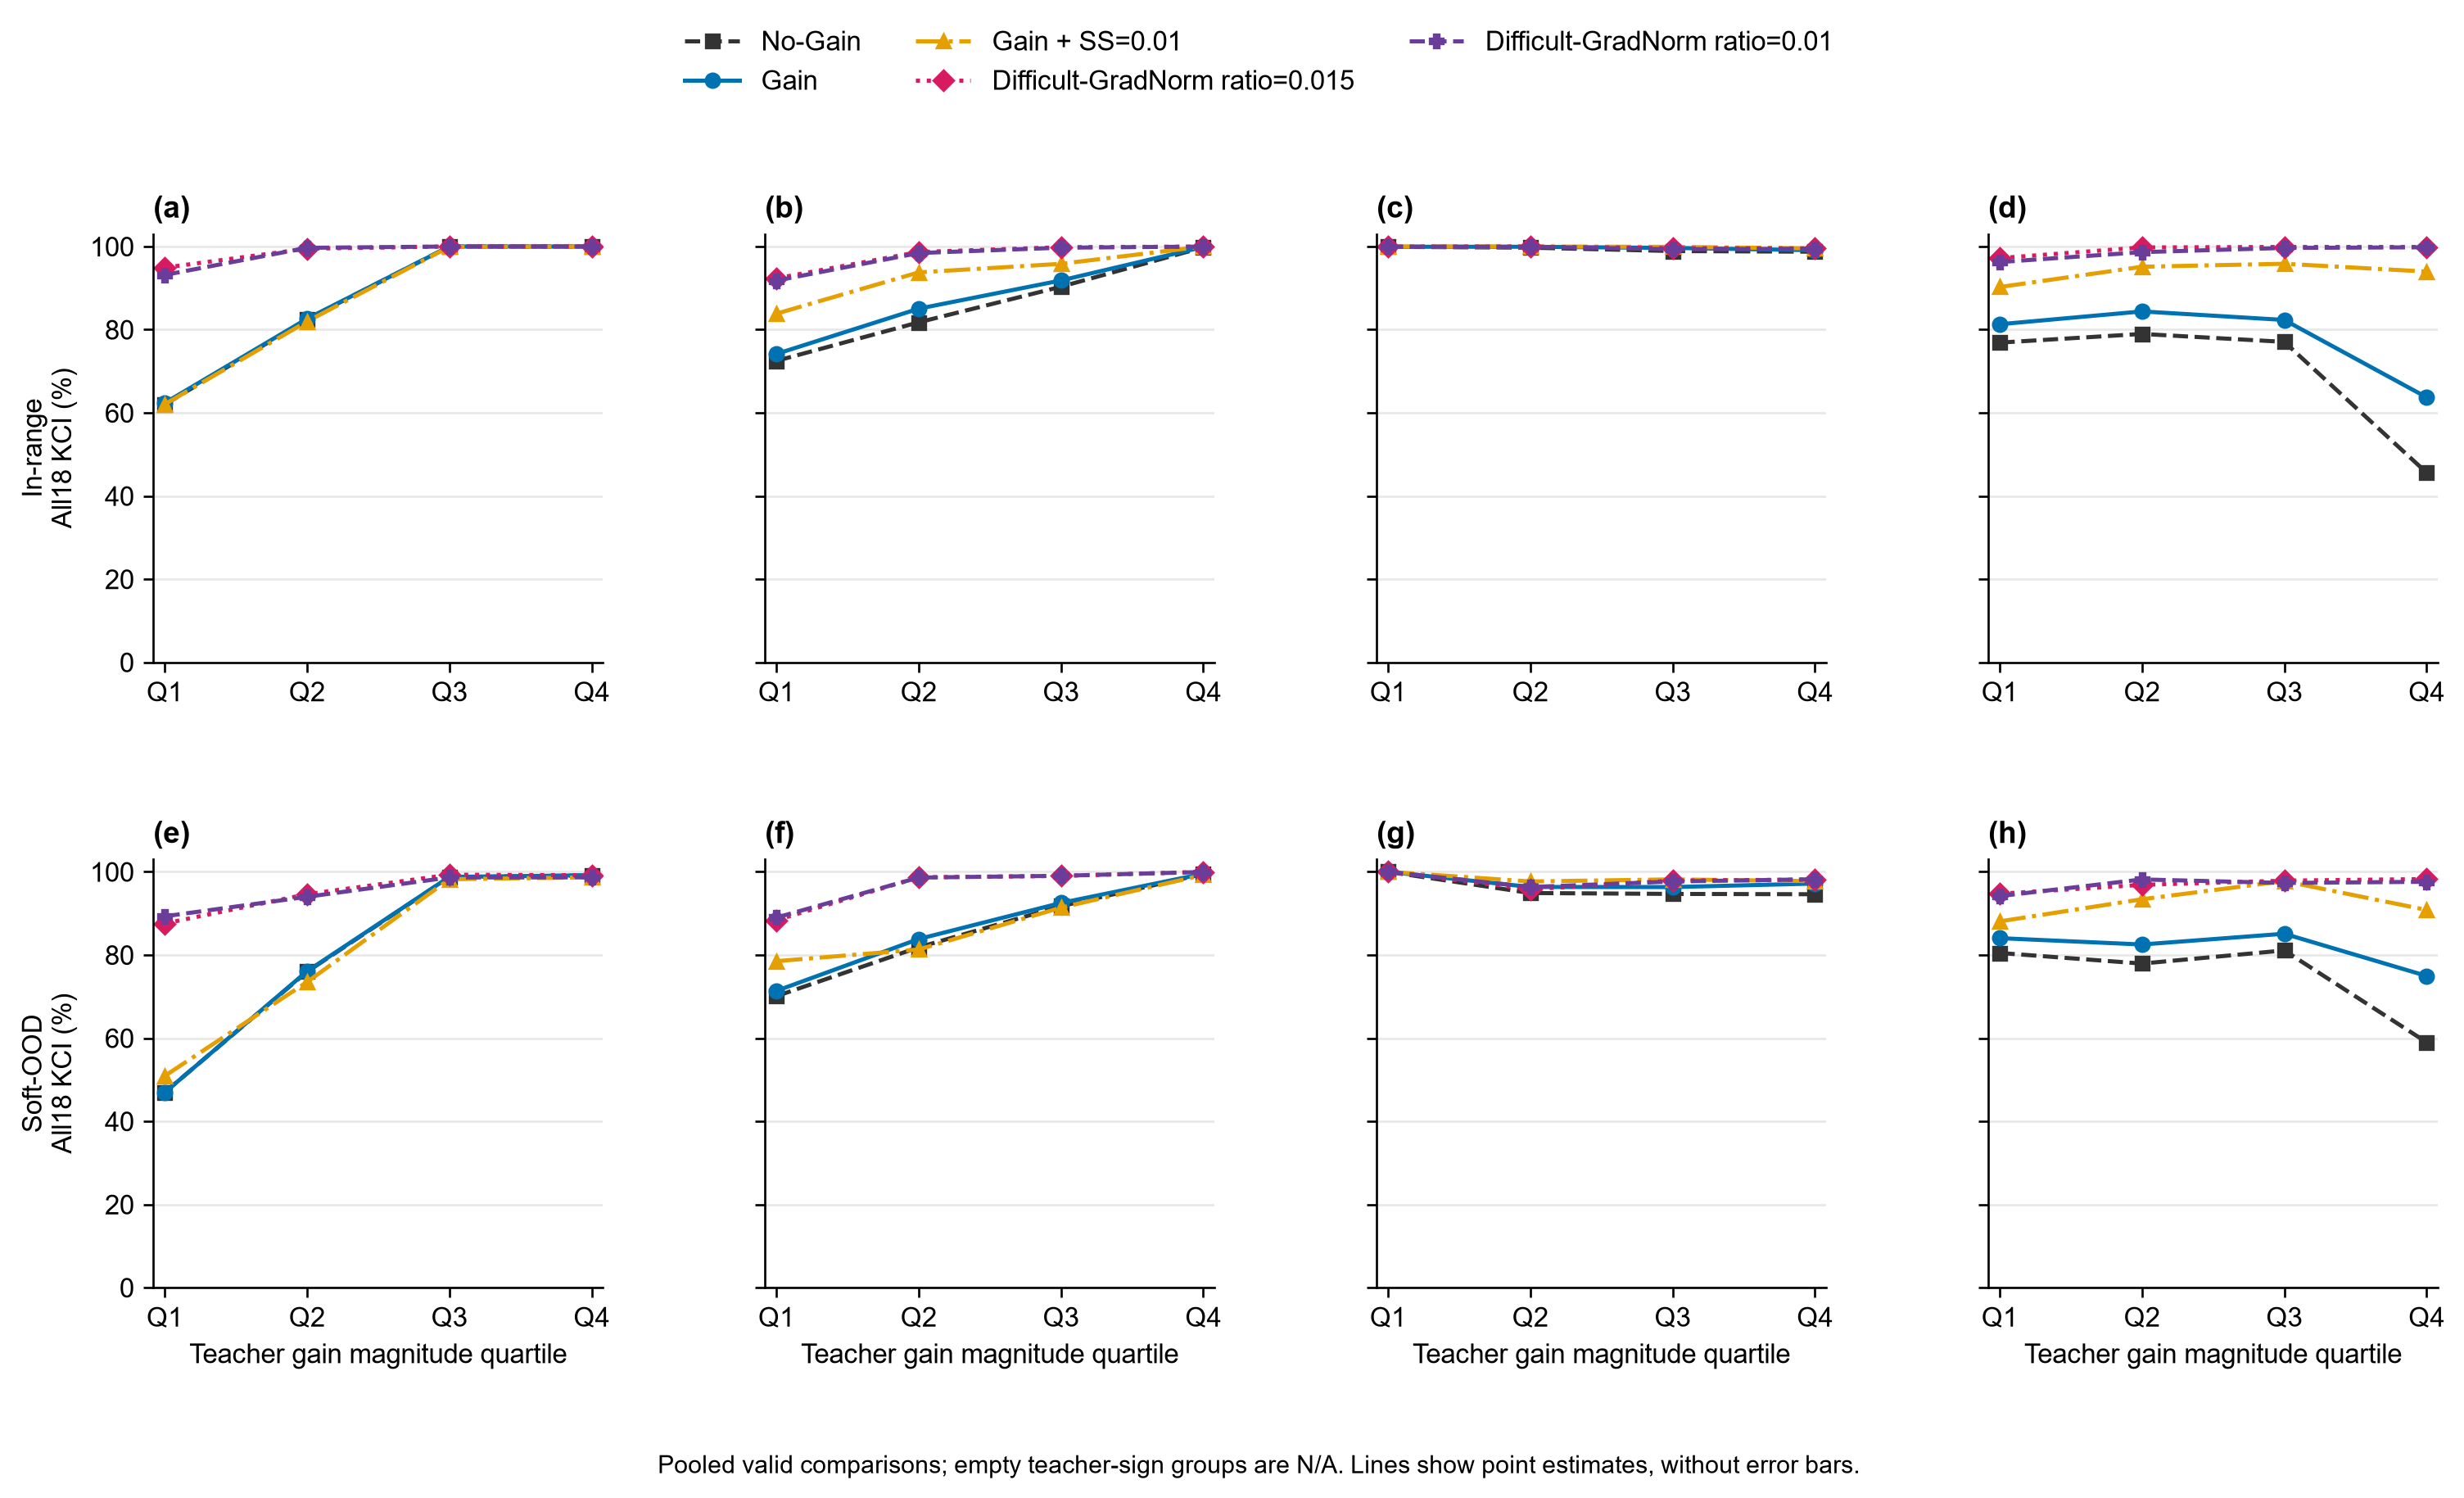 No-Gain
Gain + SS=0.01
Difficult-GradNorm ratio=0.01
Gain
Difficult-GradNorm ratio=0.015
(a)
(b)
(c)
(d)
In-range
All18 KCI (%)
100
80
60
40
20
0
Q1 Q2 Q3 Q4
Q1 Q2 Q3 Q4
Q1 Q2 Q3 Q4
Q1 Q2 Q3 Q4
(e)
(f)
(g)
(h)
Soft-OOD
All18 KCI (%)
100
80
60
40
20
0
Q1 Q2 Q3 Q4
Q1 Q2 Q3 Q4
Q1 Q2 Q3 Q4
Q1 Q2 Q3 Q4
Teacher gain magnitude quartile
Teacher gain magnitude quartile
Teacher gain magnitude quartile
Teacher gain magnitude quartile
Pooled valid comparisons; empty teacher-sign groups are N/A. Lines show point estimates, without error bars.